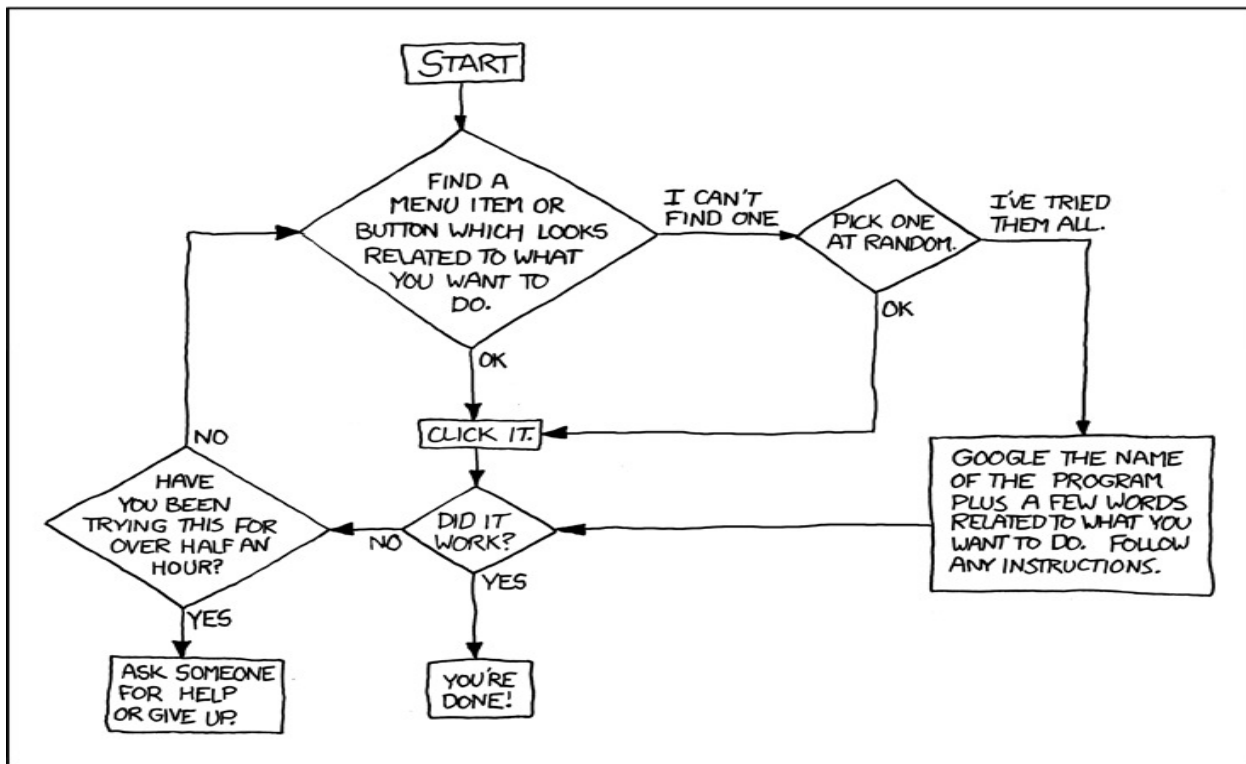 START
FIND A
MENU ITEM OR
BUTTON WHICH LOOKS
RELATED TO WHAT
YOU WANT TO
DO.
I CAN'T
FIND ONE
PICK ONE
AT RANDOM.
I'VE TRIED
THEM ALL.
OK
OK
CLICK IT.
NO
HAVE
YOU BEEN
TRYING THIS FOR
OVER HALF AN
HOUR?
NO
DID IT
WORK?
GOOGLE THE NAME
OF THE PROGRAM
PLUS A FEW WORDS
RELATED TO WHAT YOU
WANT TO DO. FOLLOW
ANY INSTRUCTIONS.
YES
YES
ASK SOMEONE
FOR HELP
OR GIVE UP.
YOU'RE
DONE!